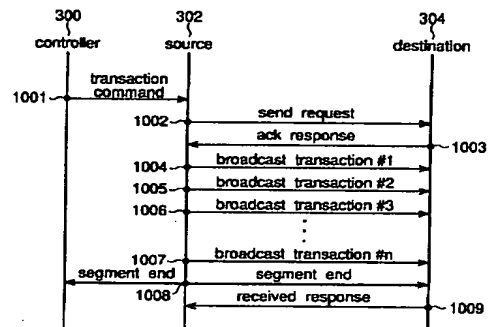 300 302 304
controller source destination
transaction
command
1001
1002 send request
ack response 1003
1004 broadcast transaction #1
1005 broadcast transaction #2
1006 broadcast transaction #3
1007 broadcast transaction #n
segment end segment end
1008
received response 1009